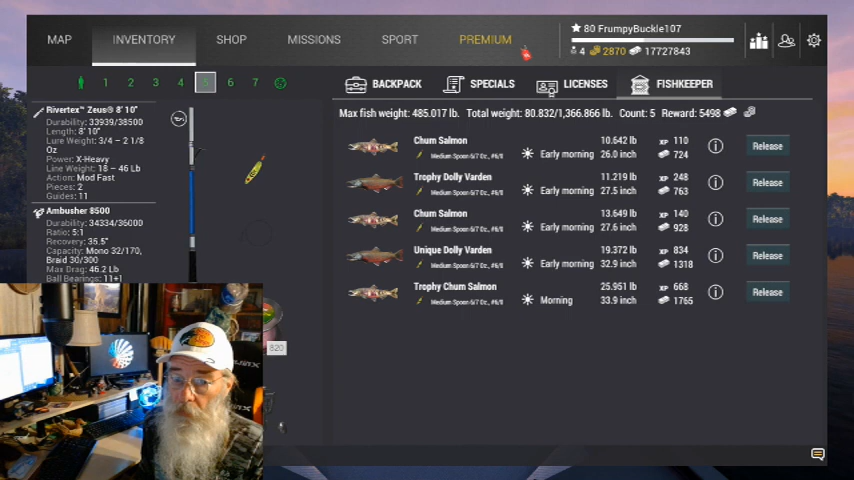 MAP INVENTORY SHOP MISSIONS SPORT PREMIUM
80 FrumpyBuckle107
4 2870 17727843
1 2 3 4 5 6 7
BACKPACK SPECIALS LICENSES FISHKEEPER
Max fish weight: 485.017 lb. Total weight: 80.832/1,366.866 lb. Count: 5 Reward: 5498
Rivertex™ Zeus® 8' 10"
Durability: 33939/38500
Length: 8' 10"
Lure Weight: 3/4 – 2 1/8
Oz
Power: X-Heavy
Line Weight: 18 – 46 Lb
Action: Mod Fast
Pieces: 2
Guides: 11
Ambusher 8500
Durability: 34334/36000
Ratio: 5:1
Recovery: 35.5"
Capacity: Mono 32/170,
Braid 30/300
Max Drag: 46.2 Lb
Ball Bearings: 11+1
820
Chum Salmon 10.642 lb XP 110
Medium Spoon 6/7 Oz., #6/0 Early morning 26.0 inch 724 Release
Trophy Dolly Varden 11.219 lb XP 248
Medium Spoon 6/7 Oz., #6/0 Early morning 27.5 inch 763 Release
Chum Salmon 13.649 lb XP 140
Medium Spoon 6/7 Oz., #6/0 Early morning 27.6 inch 928 Release
Unique Dolly Varden 19.372 lb XP 834
Medium Spoon 6/7 Oz., #6/0 Early morning 32.9 inch 1318 Release
Trophy Chum Salmon 25.951 lb XP 668
Medium Spoon 6/7 Oz., #6/0 Morning 33.9 inch 1765 Release